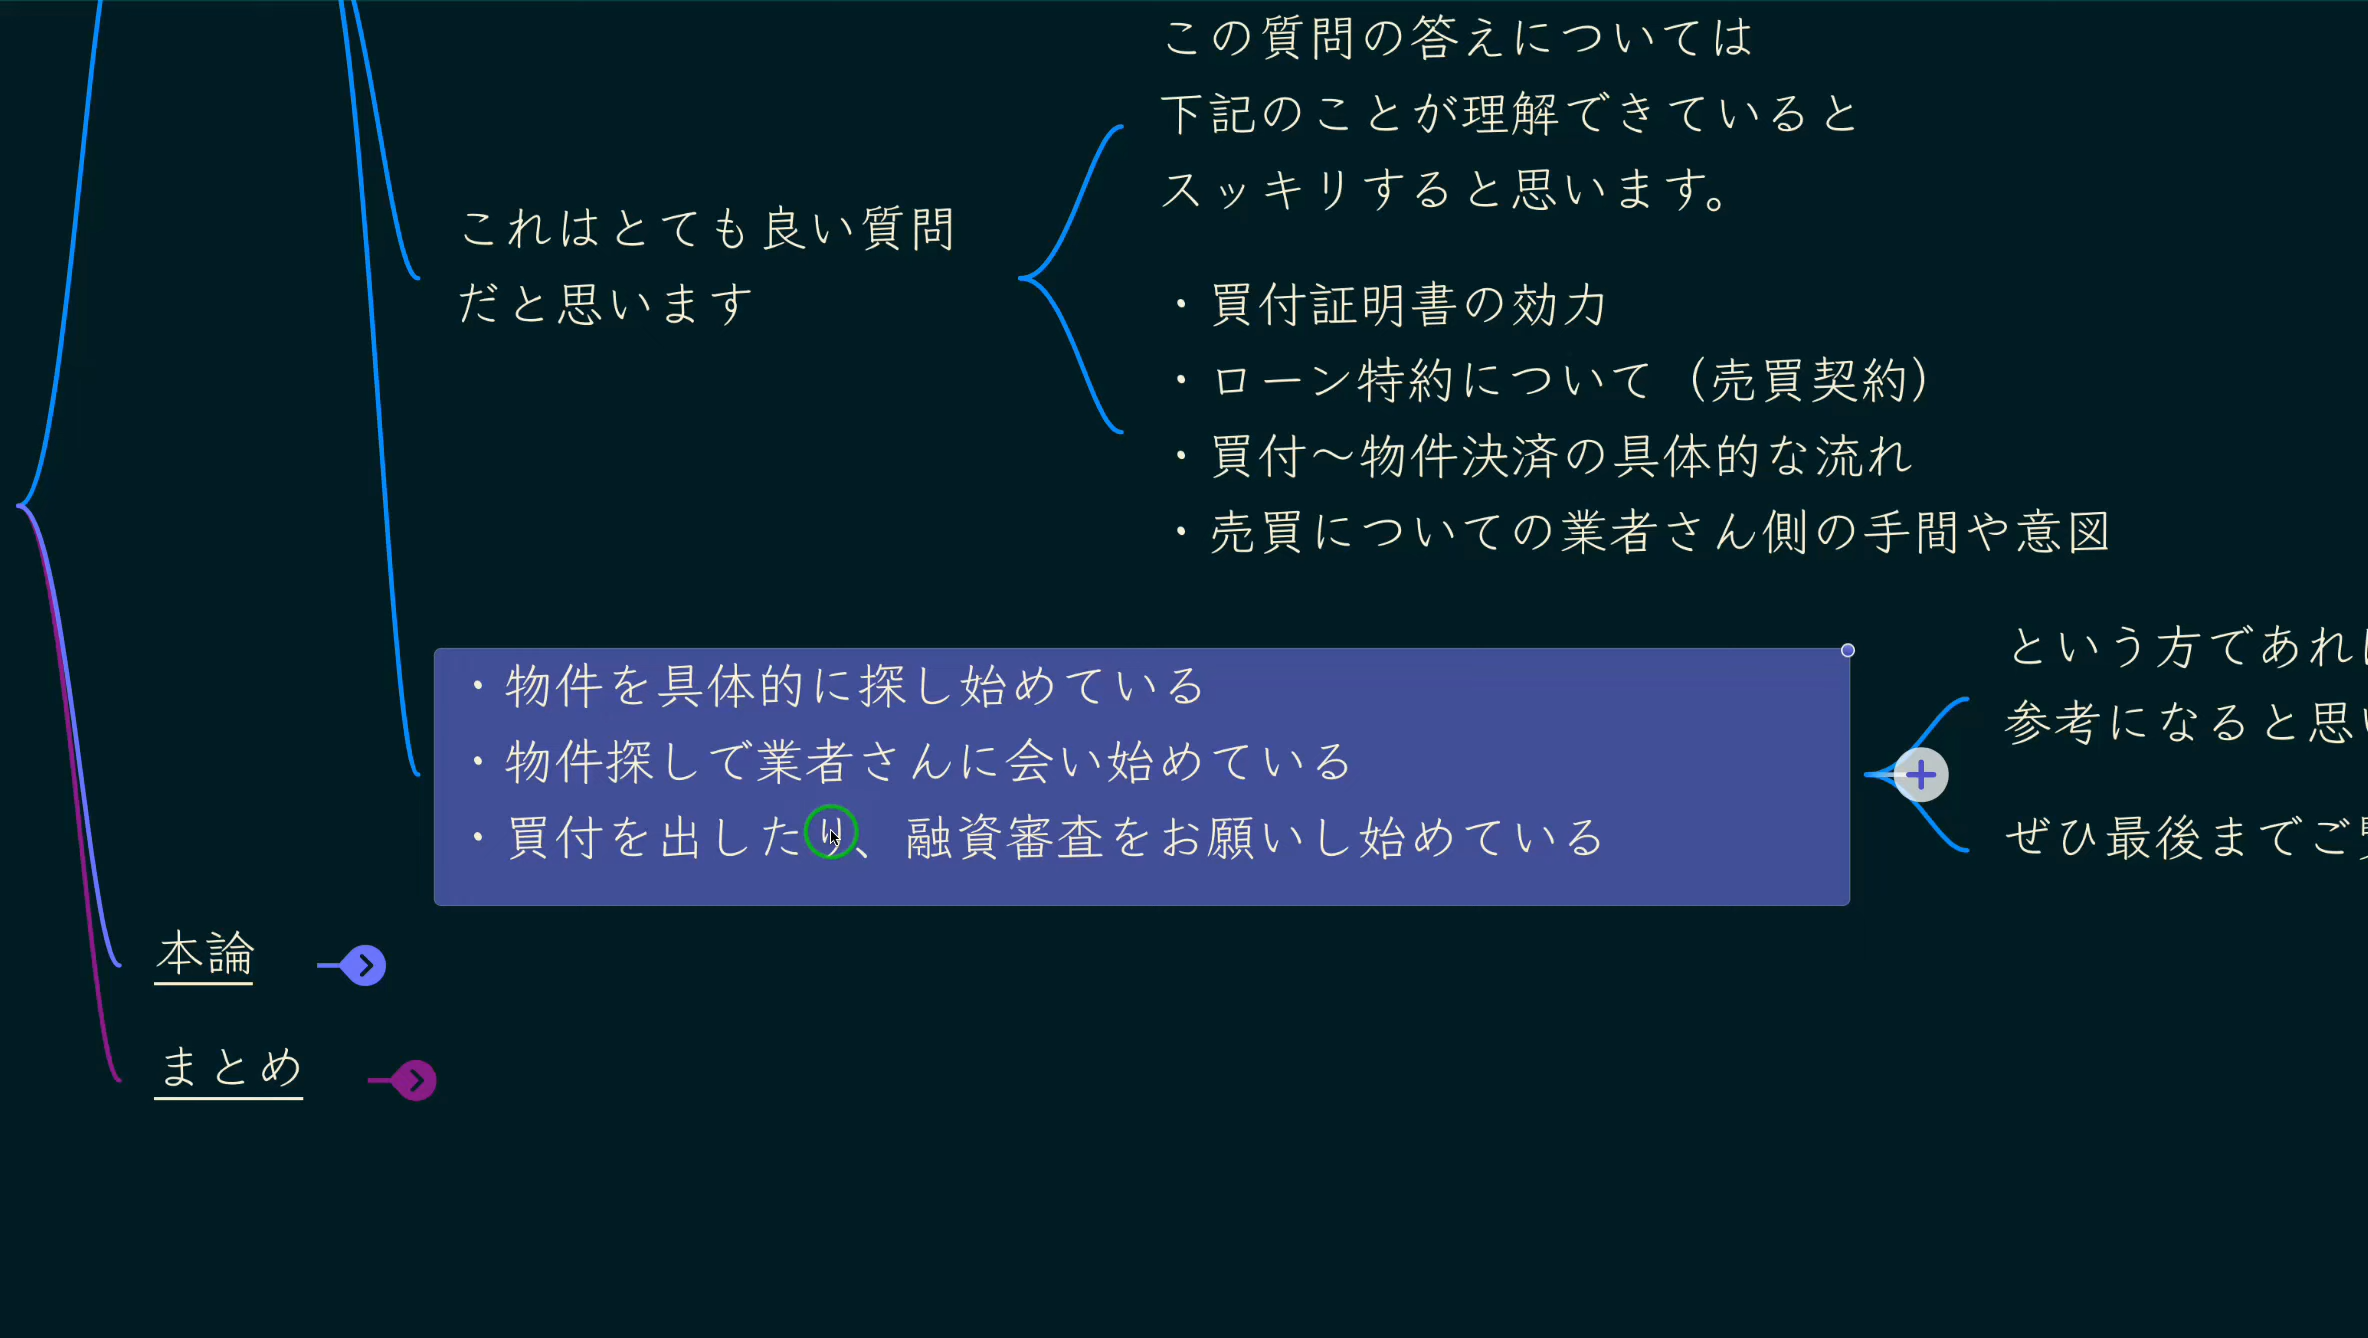 この質問の答えについては
下記のことが理解できていると
スッキリすると思います。
これはとても良い質問
だと思います
・買付証明書の効力
・ローン特約について（売買契約）
・買付～物件決済の具体的な流れ
・売買についての業者さん側の手間や意図
・物件を具体的に探し始めている
・物件探しで業者さんに会い始めている
・買付を出したり、融資審査をお願いし始めている
という方であれ
参考になると思い
ぜひ最後までご
本論
まとめ